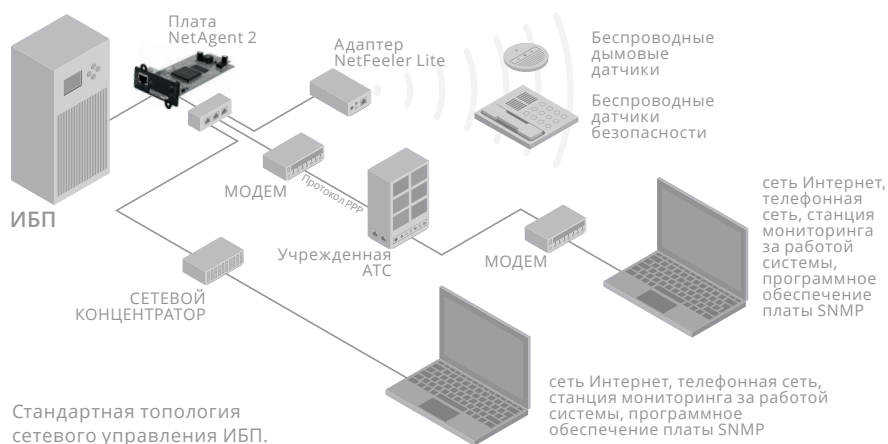 Плата
NetAgent 2
Адаптер
NetFeeler Lite
Беспроводные
дымовые
датчики
Беспроводные
датчики
безопасности
ИБП
МОДЕМ
Протокол PPP
Учрежденная
АТС
МОДЕМ
сеть Интернет,
телефонная
сеть, станция
мониторинга
за работой
системы,
программное
обеспечение
платы SNMP
СЕТЕВОЙ
КОНЦЕНТРАТОР
сеть Интернет, телефонная сеть,
станция мониторинга за работой
системы, программное
обеспечение платы SNMP
Стандартная топология
сетевого управления ИБП.